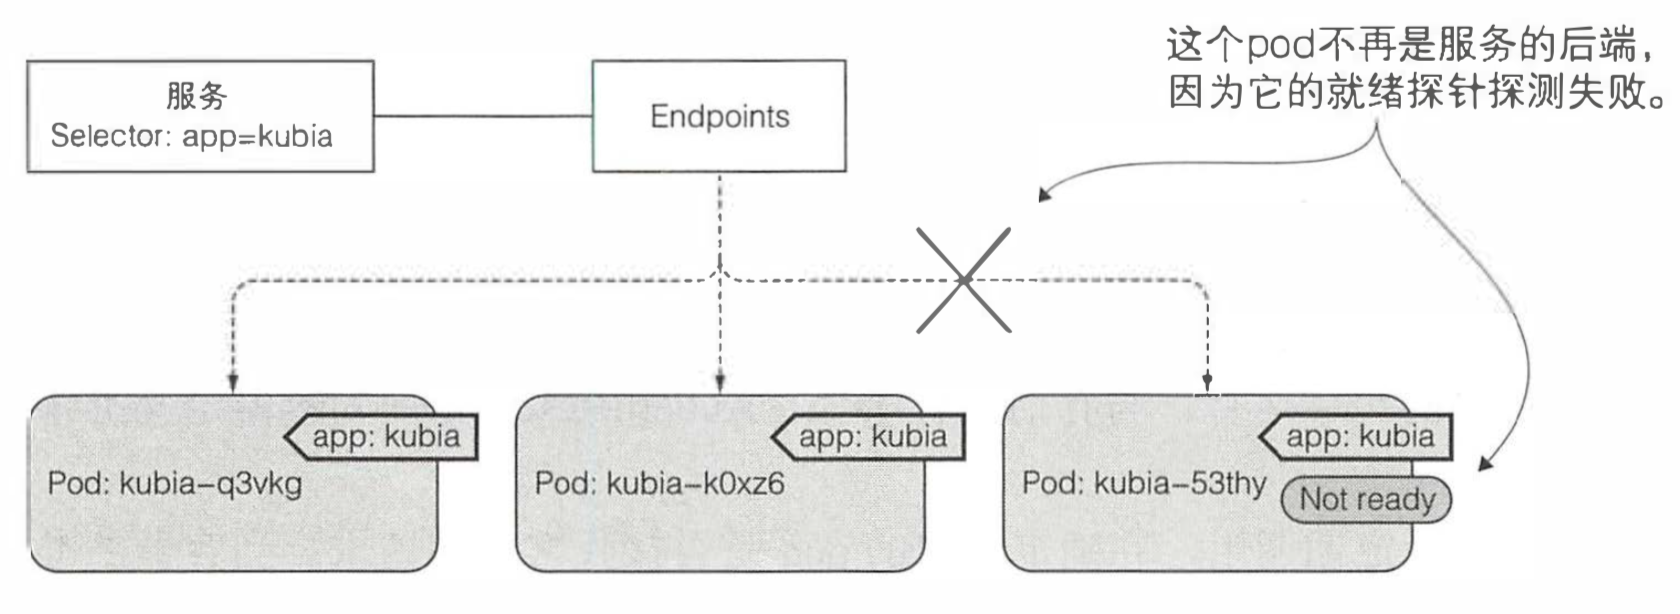 这个pod不再是服务的后端，
因为它的就绪探针探测失败。
服务
Selector: app=kubia
Endpoints
app: kubia
Pod: kubia–q3vkg
app: kubia
Pod: kubia–k0xz6
app: kubia
Pod: kubia–53thy
Not ready